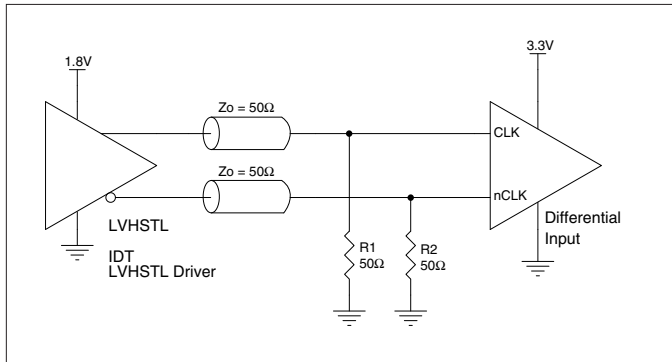 1.8V
3.3V
Zo = 50Ω
CLK
Zo = 50Ω
nCLK
LVHSTL
IDT
LVHSTL Driver
R1
50Ω
R2
50Ω
Differential
Input